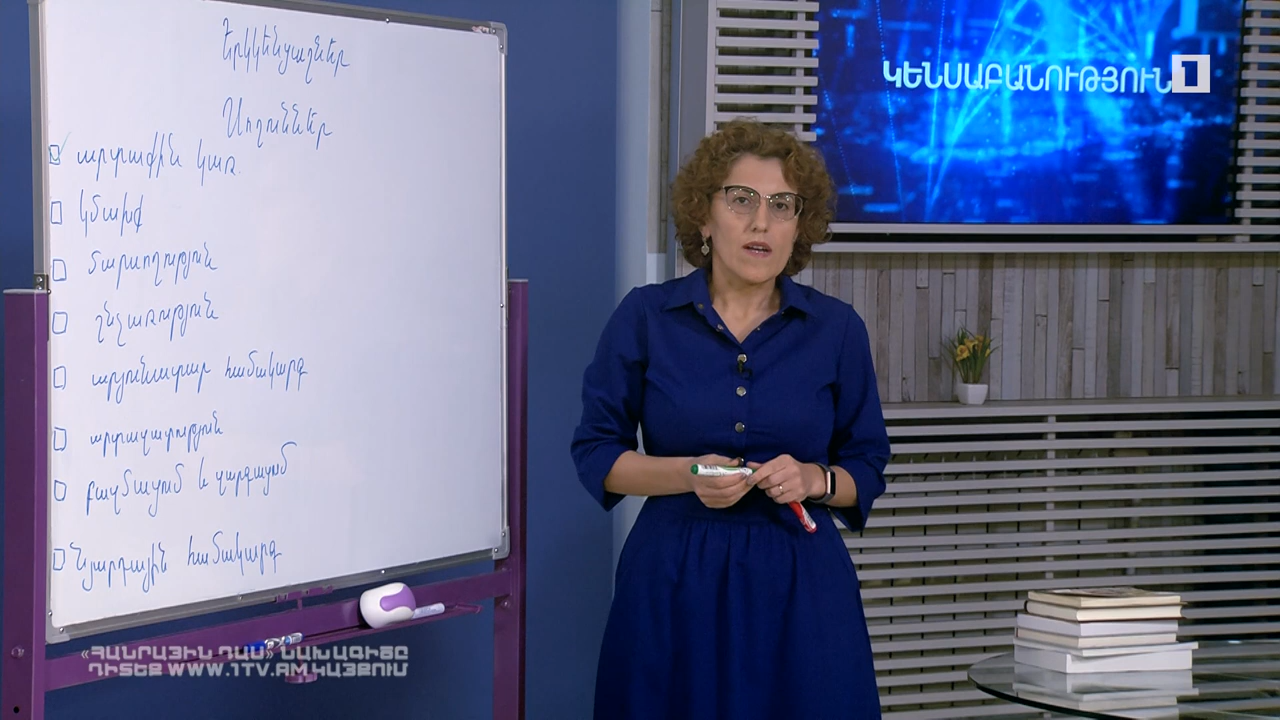 Երկկենցաղներ
Սողուններ
արտաքին կառ.
կմախք
մարսողություն
շնչառություն
արյունատար համակարգ
արտազատություն
բազմացում և զարգացում
Նյարդային համակարգ
ԿԵՆՍԱԲԱՆՈՒԹՅՈՒՆ
1
«ՀԱՆՐԱՅԻՆ ԴԱՍ» ՆԱԽԱԳԻԾԸ
ԴԻՏԵՔ WWW.1TV.AM ԿԱՅՔՈՒՄ